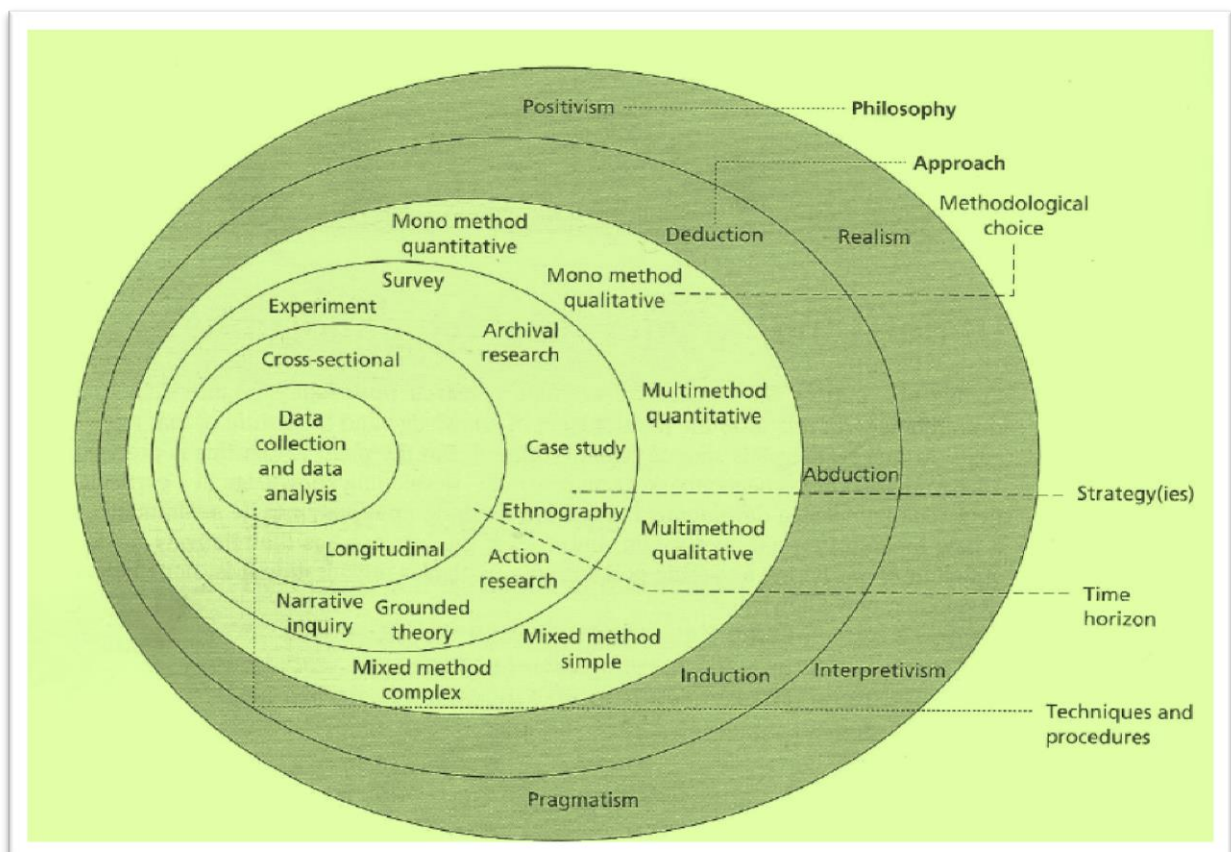 Positivism
Philosophy
Approach
Methodological
choice
Mono method
quantitative
Deduction
Realism
Survey
Mono method
qualitative
Experiment
Archival
research
Cross-sectional
Multimethod
quantitative
Data
collection
and data
analysis
Case study
Abduction
Strategy(ies)
Ethnography
Multimethod
qualitative
Longitudinal
Action
research
Time
horizon
Narrative
inquiry
Grounded
theory
Mixed method
simple
Mixed method
complex
Induction
Interpretivism
Techniques and
procedures
Pragmatism